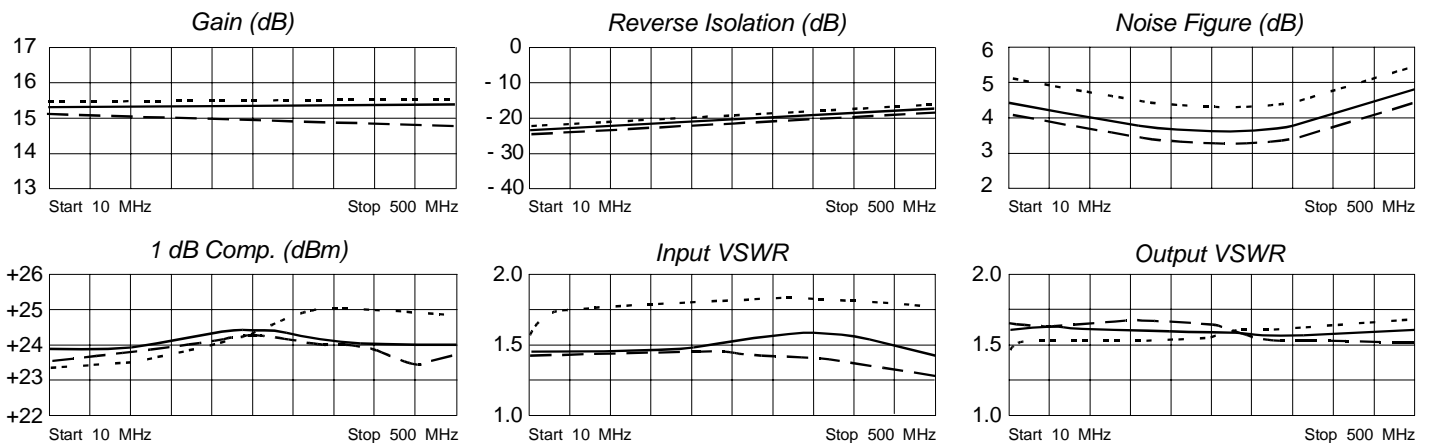 Gain (dB)
17
16
15
14
13
Start 10 MHz
Stop 500 MHz
Reverse Isolation (dB)
0
- 10
- 20
- 30
- 40
Start 10 MHz
Stop 500 MHz
Noise Figure (dB)
6
5
4
3
2
Start 10 MHz
Stop 500 MHz
1 dB Comp. (dBm)
+26
+25
+24
+23
+22
Start 10 MHz
Stop 500 MHz
Input VSWR
2.0
1.5
1.0
Start 10 MHz
Stop 500 MHz
Output VSWR
2.0
1.5
1.0
Start 10 MHz
Stop 500 MHz